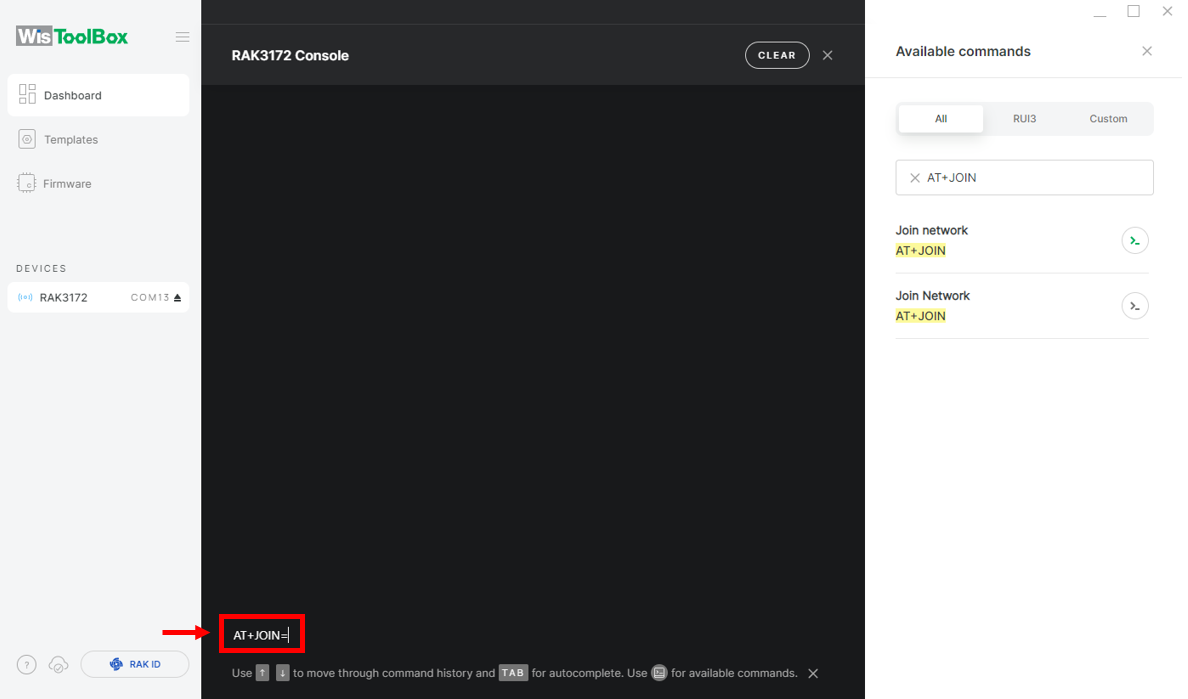 WisToolBox
Dashboard
Templates
Firmware
DEVICES
RAK3172 COM13
? RAK ID
RAK3172 Console CLEAR
AT+JOIN=
Use ↑ ↓ to move through command history and TAB for autocomplete. Use for available commands.
Available commands
All RUI3 Custom
AT+JOIN
Join network
AT+JOIN
Join Network
AT+JOIN